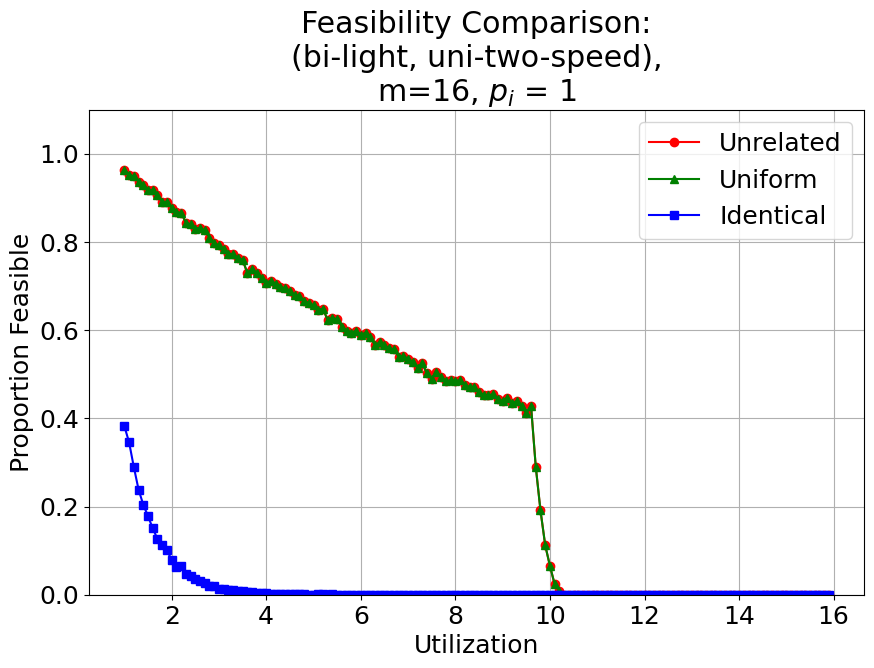 Feasibility Comparison:
(bi-light, uni-two-speed),
m=16, $p_i$ = 1
Unrelated
Uniform
Identical
Proportion Feasible
1.0
0.8
0.6
0.4
0.2
0.0
2 4 6 8 10 12 14 16
Utilization